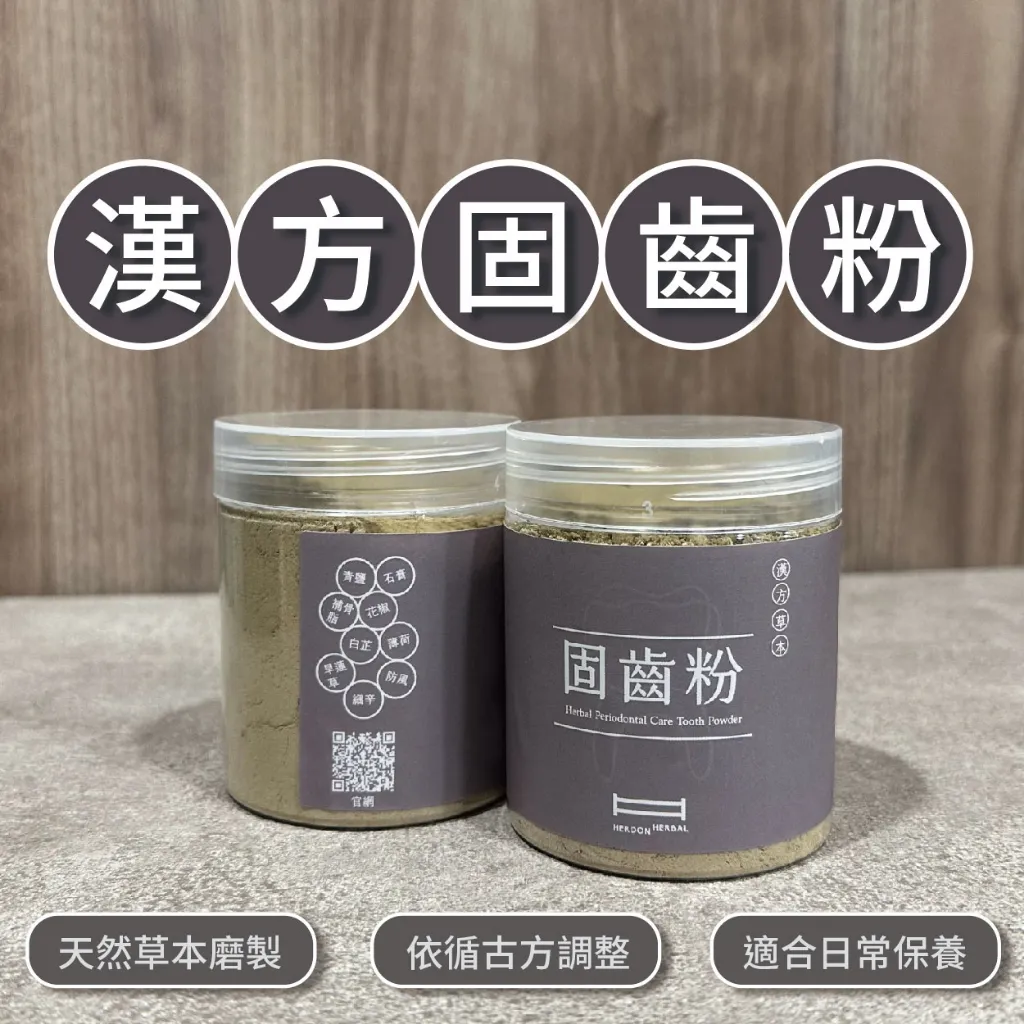 漢方固齒粉
青鹽 石膏
補骨脂 花椒
白芷 薄荷
旱蓮草 防風
細辛
官網
3
漢方草本
固齒粉
Herbal Periodontal Care Tooth Powder
HERDON HERBAL
天然草本磨製
依循古方調整
適合日常保養